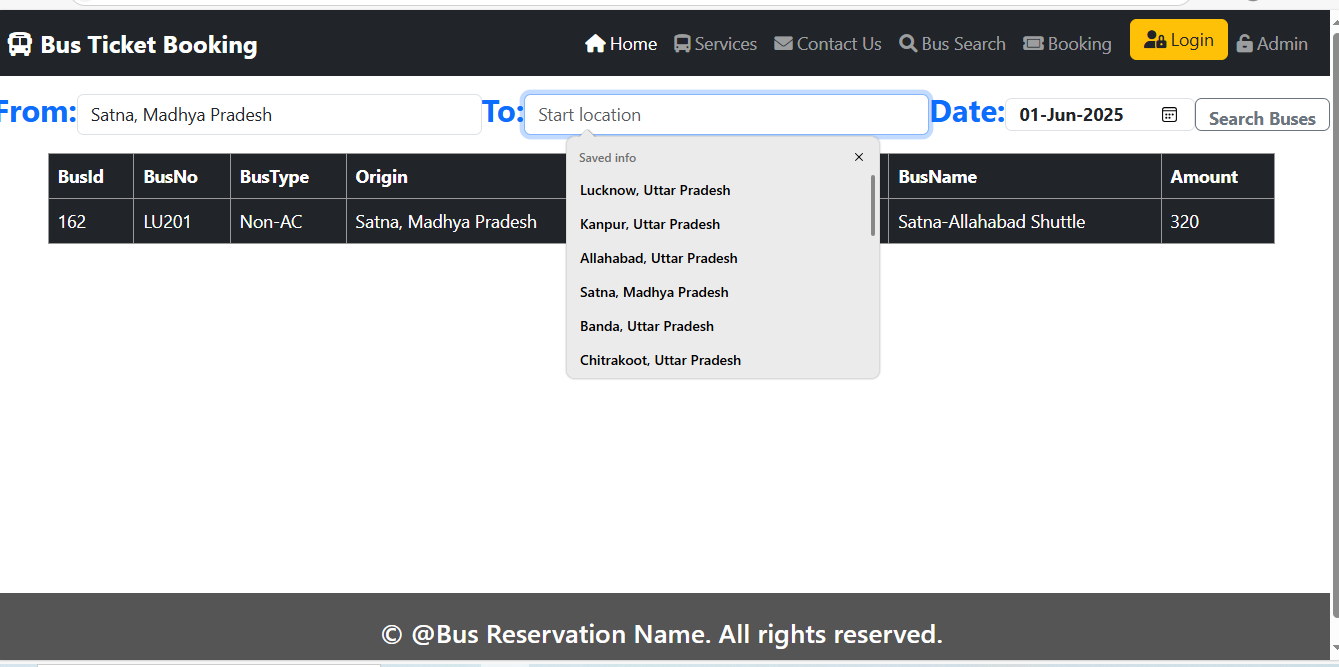 Bus Ticket Booking Home Services Contact Us Bus Search Booking Login Admin
From: Satna, Madhya Pradesh To: Start location Date: 01-Jun-2025 Search Buses
Saved info
Lucknow, Uttar Pradesh
Kanpur, Uttar Pradesh
Allahabad, Uttar Pradesh
Satna, Madhya Pradesh
Banda, Uttar Pradesh
Chitrakoot, Uttar Pradesh
BusId BusNo BusType Origin BusName Amount
162 LU201 Non-AC Satna, Madhya Pradesh Satna-Allahabad Shuttle 320
© @Bus Reservation Name. All rights reserved.